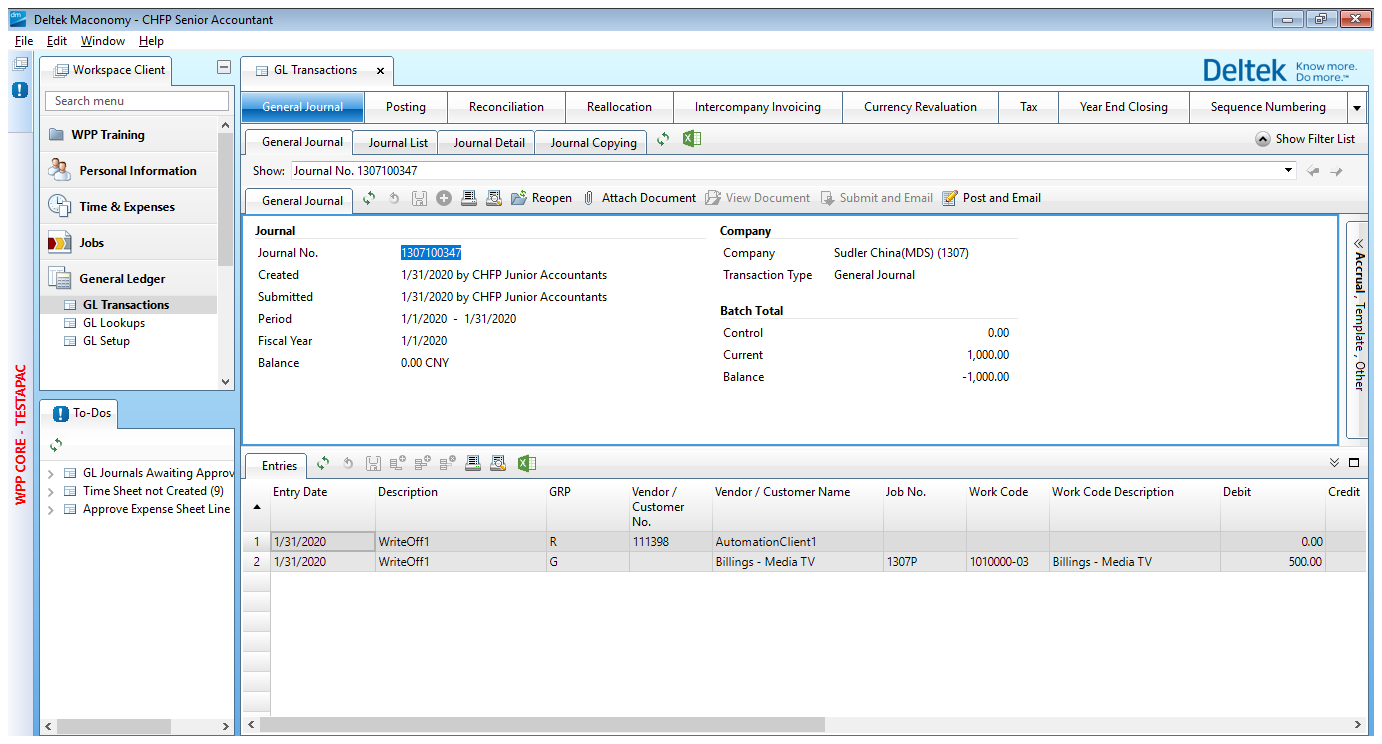 Deltek Maconomy - CHFP Senior Accountant
File Edit Window Help
Workspace Client
GL Transactions
Deltek Know more. Do more.™
Search menu
General Journal Posting Reconciliation Reallocation Intercompany Invoicing Currency Revaluation Tax Year End Closing Sequence Numbering
WPP Training
Personal Information
Time & Expenses
Jobs
General Ledger
GL Transactions
GL Lookups
GL Setup
General Journal Journal List Journal Detail Journal Copying Show Filter List
Show: Journal No. 1307100347
General Journal Reopen Attach Document View Document Submit and Email Post and Email
Journal
Journal No. 1307100347
Created 1/31/2020 by CHFP Junior Accountants
Submitted 1/31/2020 by CHFP Junior Accountants
Period 1/1/2020 - 1/31/2020
Fiscal Year 1/1/2020
Balance 0.00 CNY
Company
Company Sudler China(MDS) (1307)
Transaction Type General Journal
Batch Total
Control 0.00
Current 1,000.00
Balance -1,000.00
Accrual , Template , Other
WPP CORE - TESTAPAC
To-Dos
GL Journals Awaiting Approv
Time Sheet not Created (9)
Approve Expense Sheet Line
Entries
Entry Date Description GRP Vendor / Customer No. Vendor / Customer Name Job No. Work Code Work Code Description Debit Credit
1 1/31/2020 WriteOff1 R 111398 AutomationClient1 0.00
2 1/31/2020 WriteOff1 G Billings - Media TV 1307P 1010000-03 Billings - Media TV 500.00